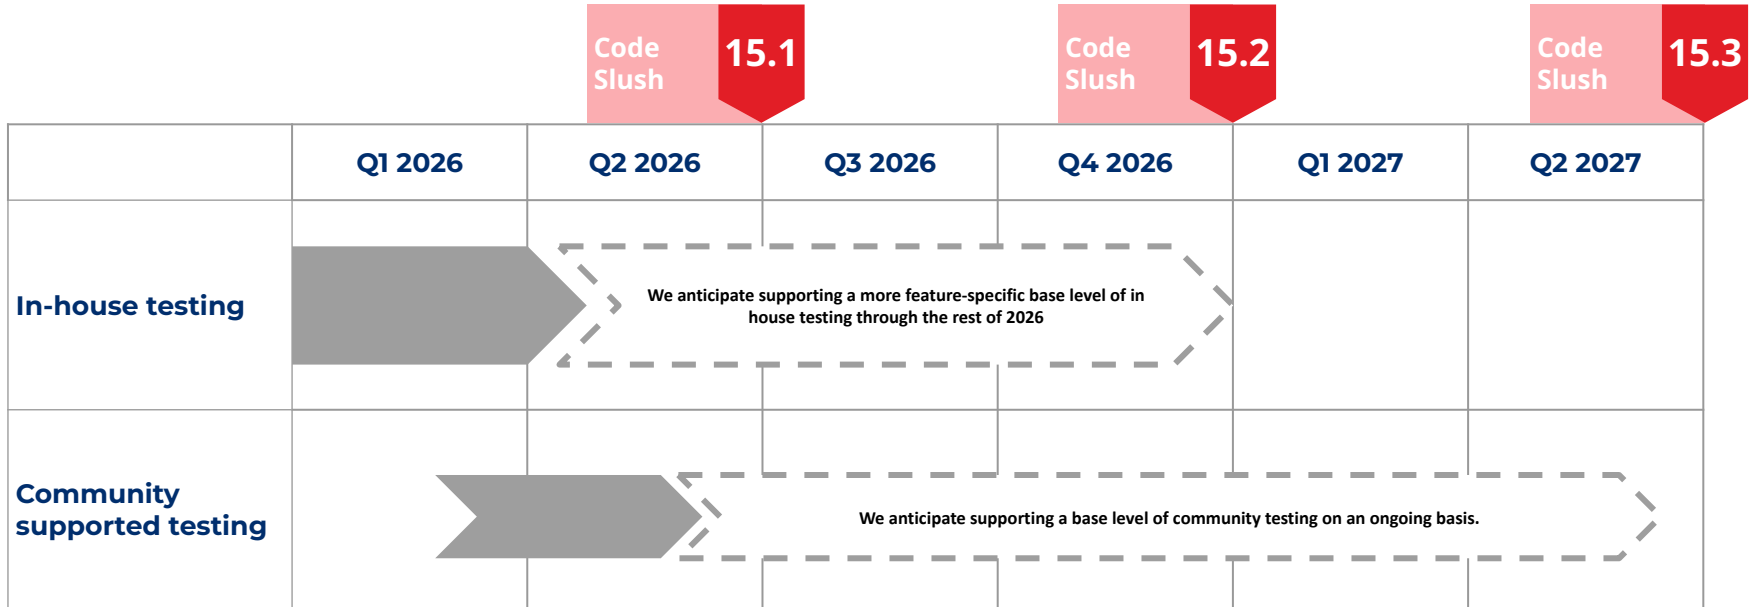 Code
Slush
15.1
Code
Slush
15.2
Code
Slush
15.3
Q1 2026
Q2 2026
Q3 2026
Q4 2026
Q1 2027
Q2 2027
In-house testing
We anticipate supporting a more feature-specific base level of in
house testing through the rest of 2026
Community
supported testing
We anticipate supporting a base level of community testing on an ongoing basis.